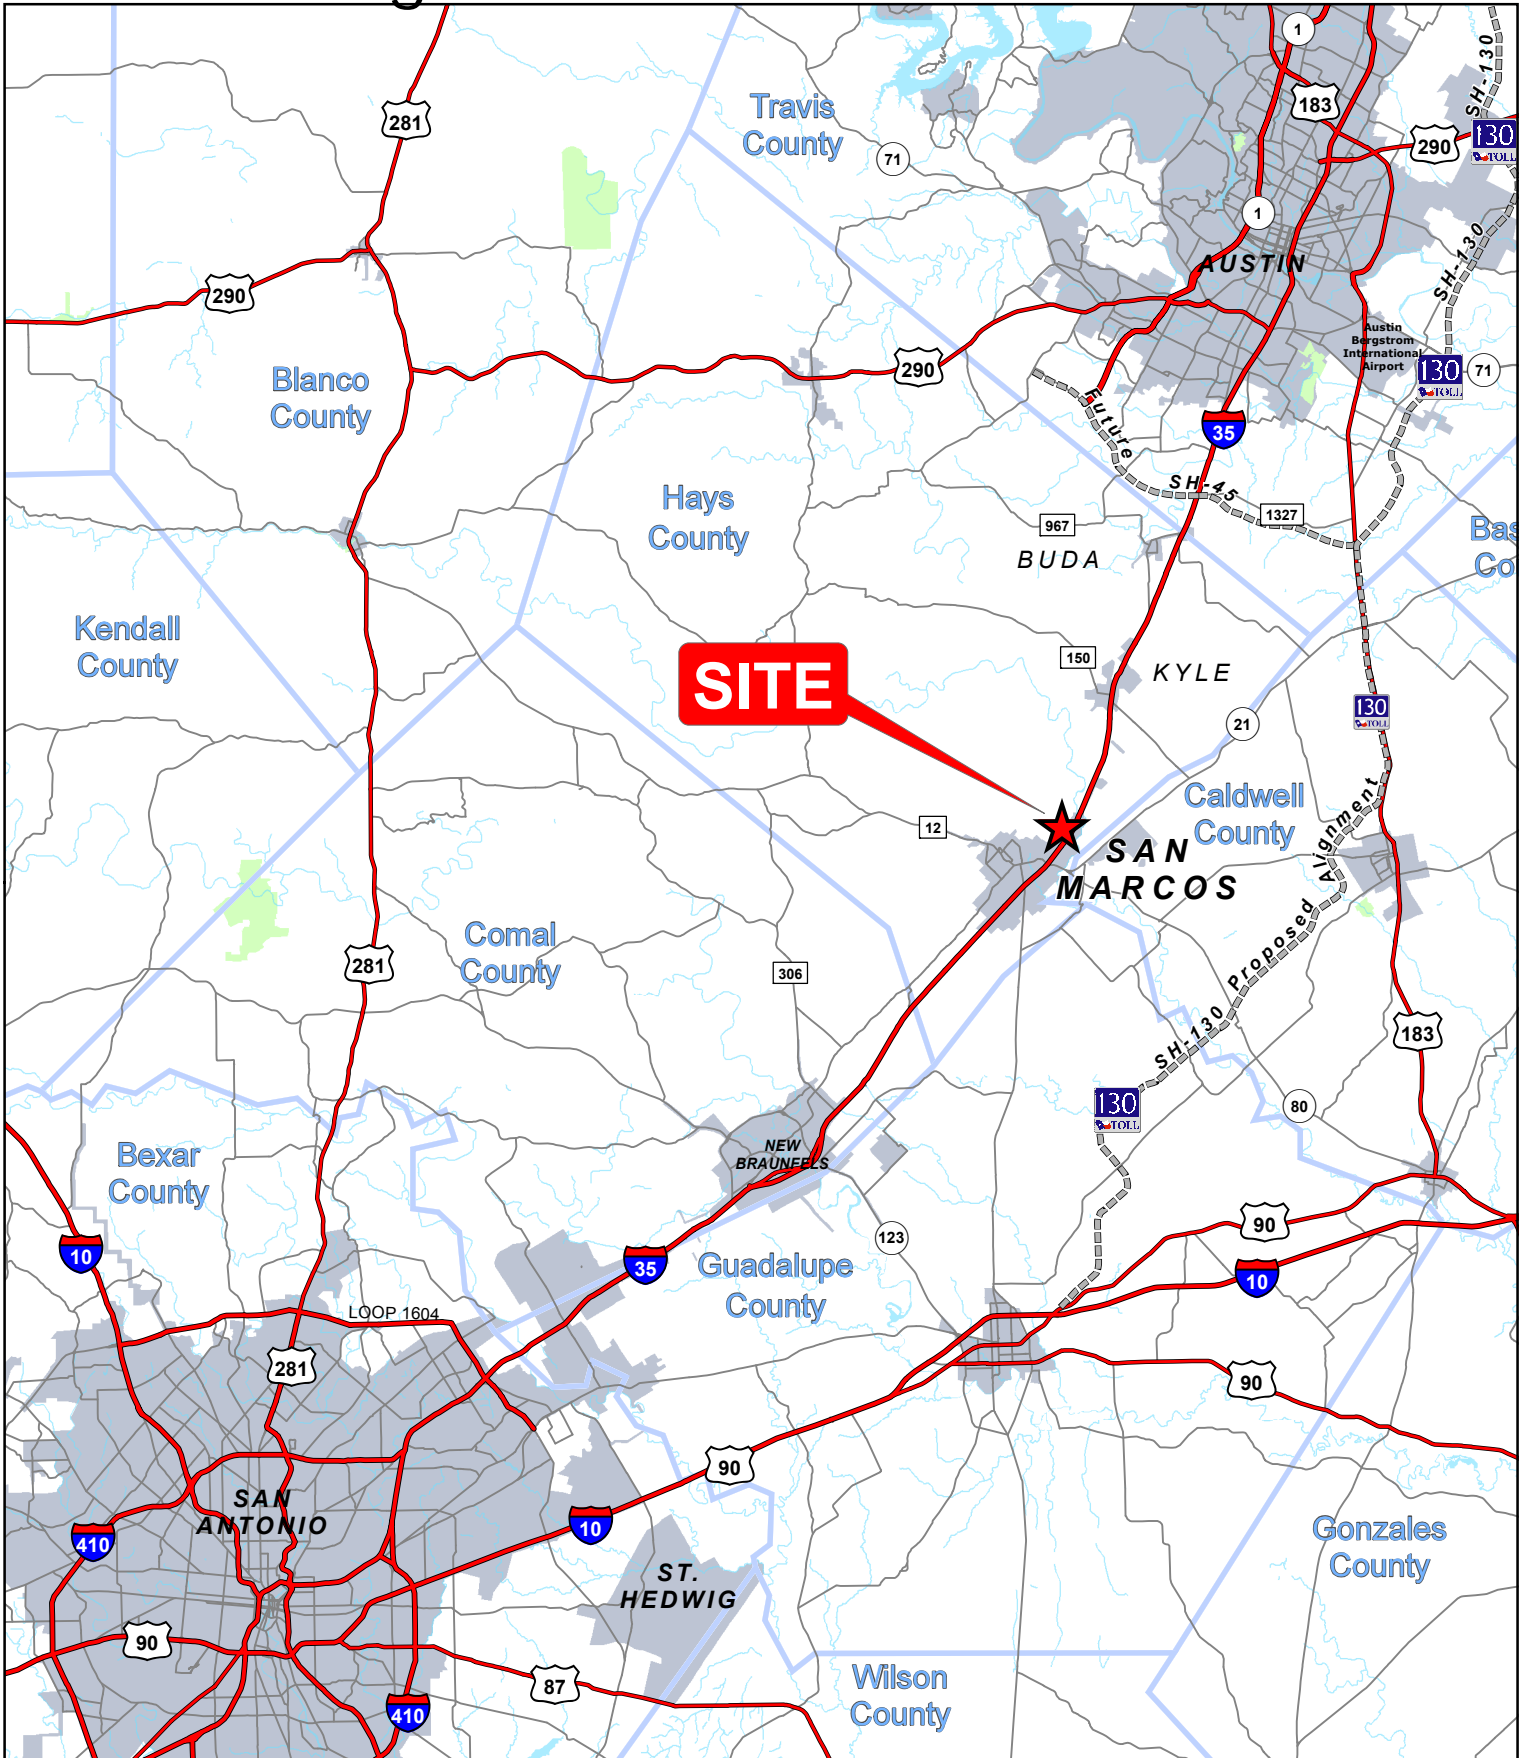 1
SH-130
183
130
TOLL
290
281
Travis
County
71
1
AUSTIN
SH-130
290
Austin
Bergstrom
International
Airport
130
TOLL
71
Blanco
County
290
Future
35
SH-45
1327
Hays
County
967
BUDA
Bas
Co
Kendall
County
SITE
150
KYLE
21
130
TOLL
Caldwell
County
12
SAN
MARCOS
SH-130 Proposed Alignment
Comal
County
281
306
183
130
TOLL
80
NEW
BRAUNFELS
Bexar
County
10
35
123
Guadalupe
County
90
10
LOOP 1604
281
90
90
SAN
ANTONIO
410
10
ST.
HEDWIG
Gonzales
County
90
87
410
Wilson
County